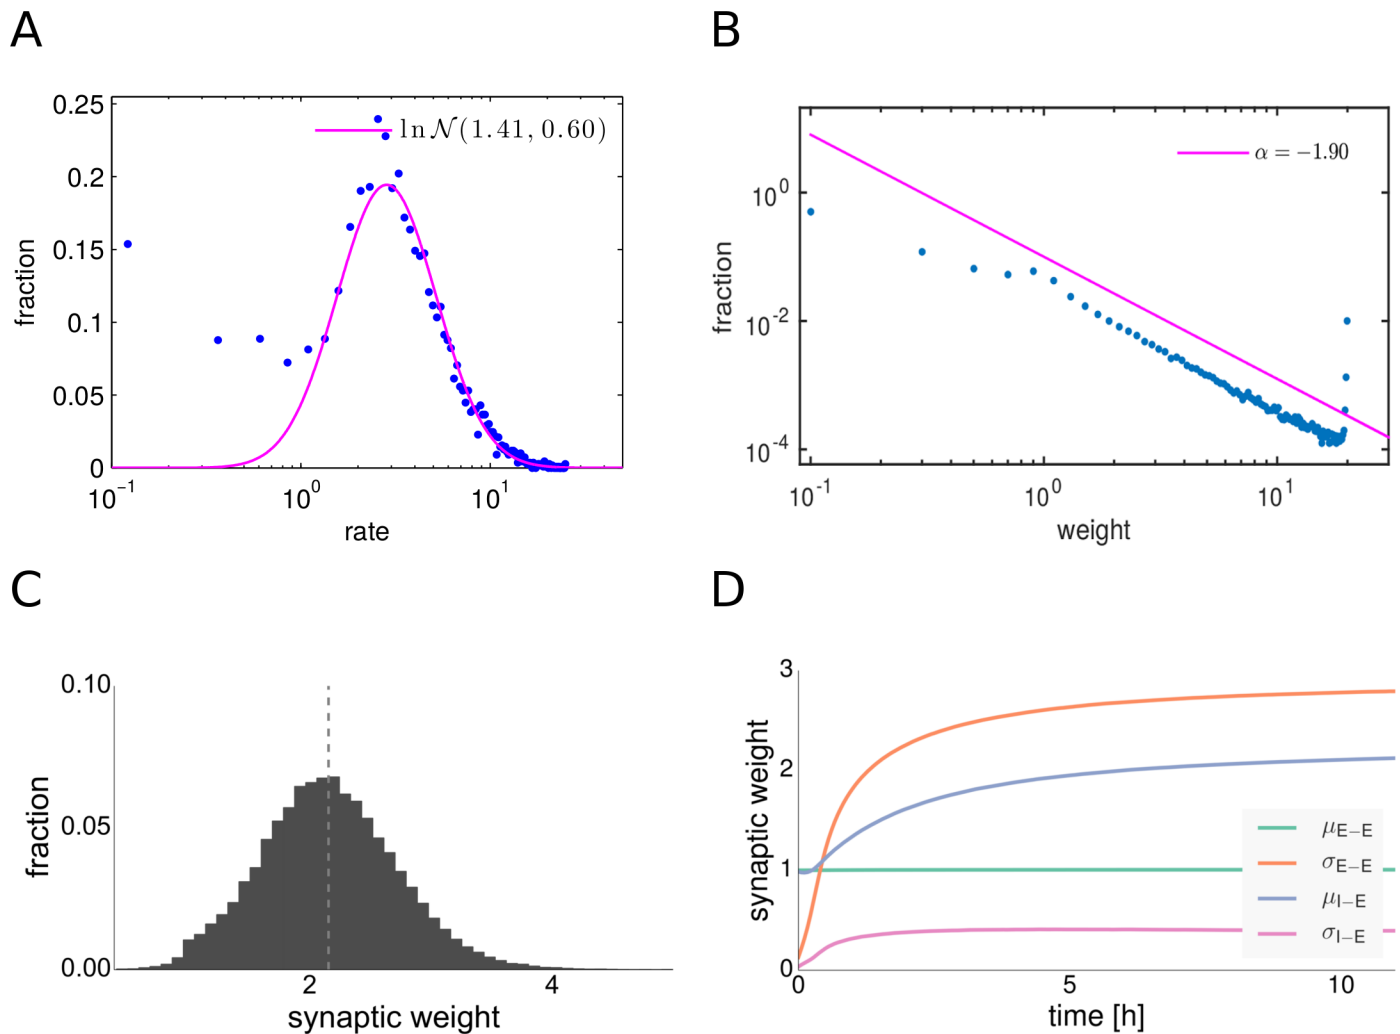 A
0.25
0.2
0.15
0.1
0.05
0
fraction
ln N(1.41, 0.60)
10^-1
10^0
10^1
rate
B
10^0
10^-2
10^-4
fraction
α = −1.90
10^-1
10^0
10^1
weight
C
0.10
0.05
0.00
fraction
2
4
synaptic weight
D
3
2
1
0
synaptic weight
μE−E
σE−E
μI−E
σI−E
0
5
10
time [h]